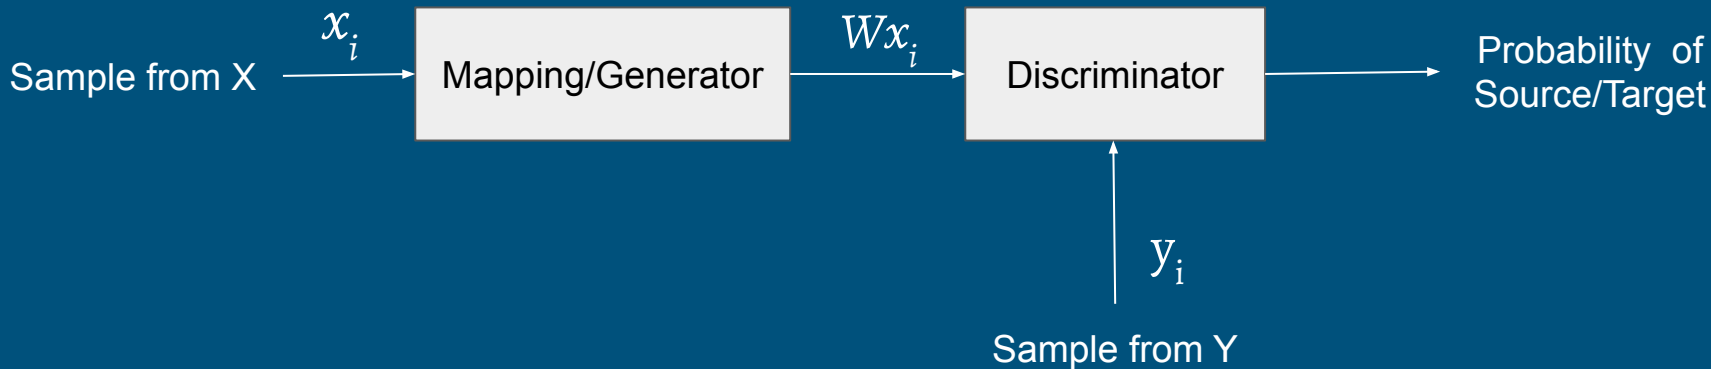 Sample from X
x_i
Mapping/Generator
Wx_i
Discriminator
Probability of
Source/Target
y_i
Sample from Y